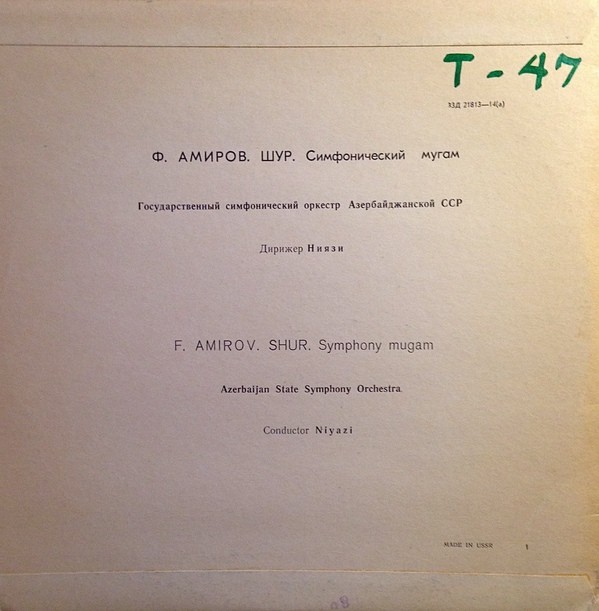 T - 47
33Д 21813—14(а)
Ф. АМИРОВ. ШУР. Симфонический мугам
Государственный симфонический оркестр Азербайджанской ССР
Дирижер Ниязи
F. AMIROV. SHUR. Symphony mugam
Azerbaijan State Symphony Orchestra
Conductor Niyazi
MADE IN USSR 1